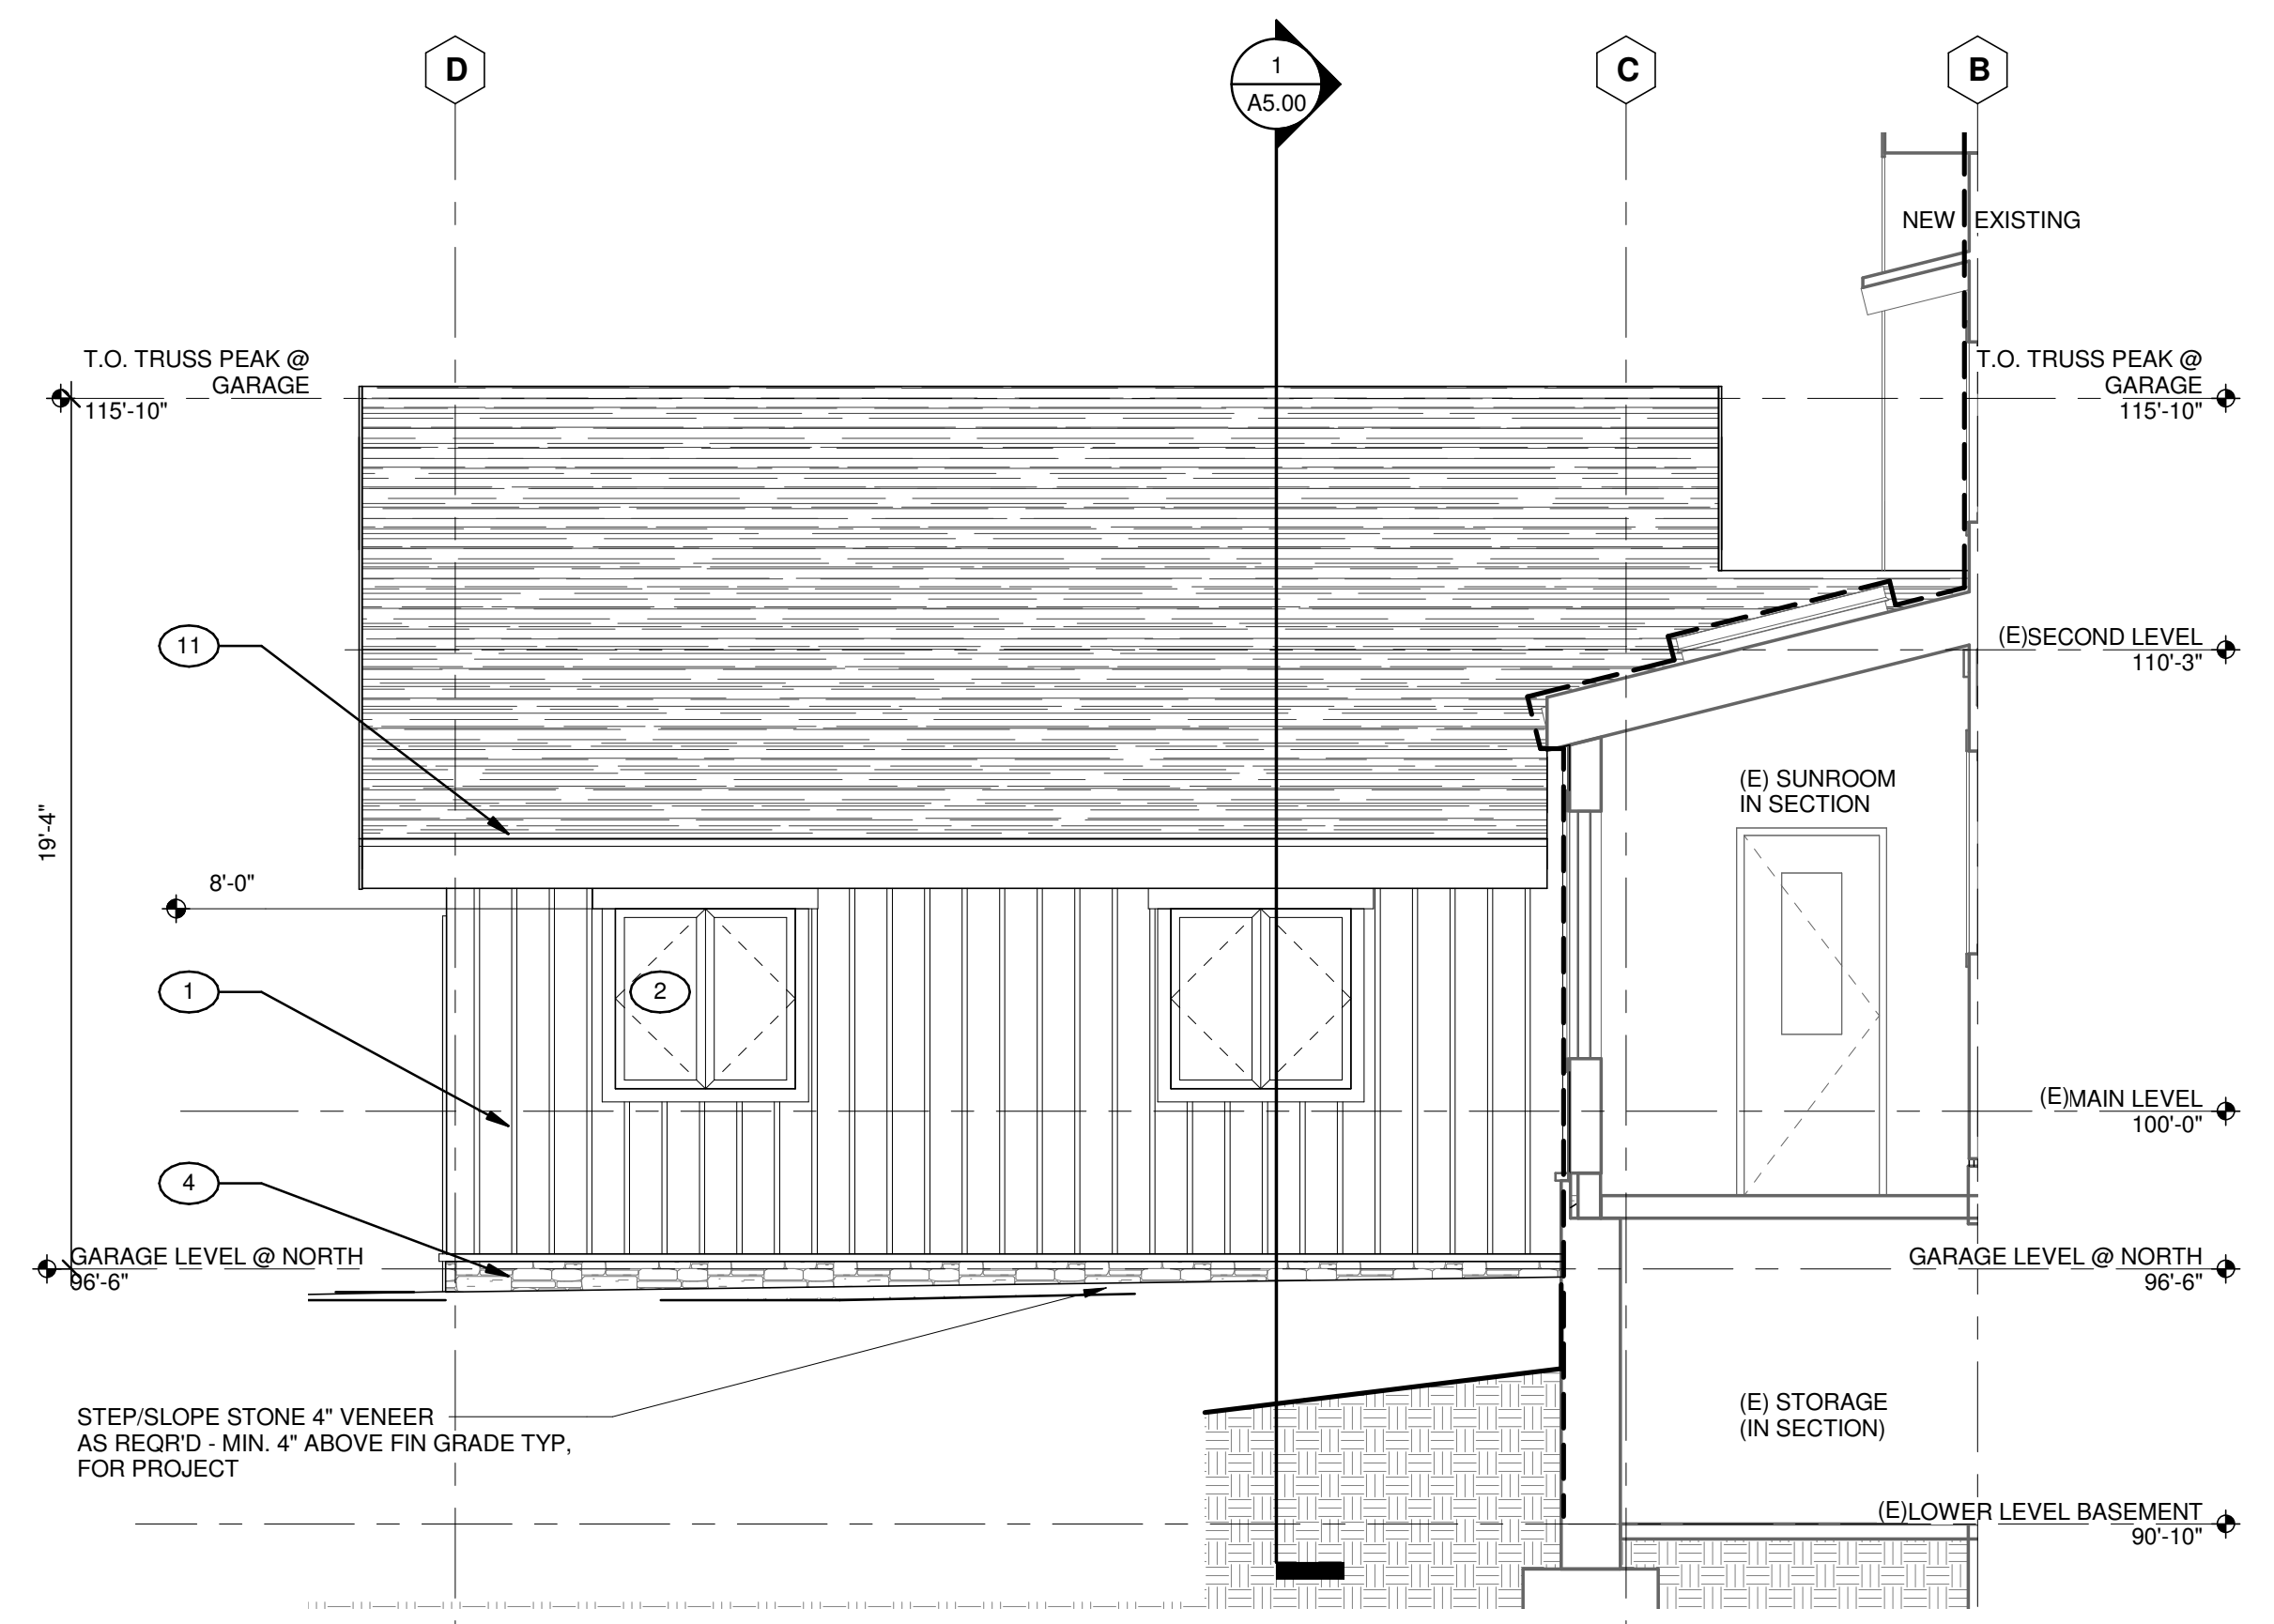 D
1
A5.00
C
B
NEW
EXISTING
T.O. TRUSS PEAK @
GARAGE
115'-10"
T.O. TRUSS PEAK @
GARAGE
115'-10"
11
(E)SECOND LEVEL
110'-3"
(E) SUNROOM
IN SECTION
19'-4"
8'-0"
1
2
(E)MAIN LEVEL
100'-0"
4
GARAGE LEVEL @ NORTH
96'-6"
GARAGE LEVEL @ NORTH
96'-6"
STEP/SLOPE STONE 4" VENEER
AS REQR'D - MIN. 4" ABOVE FIN GRADE TYP,
FOR PROJECT
(E) STORAGE
(IN SECTION)
(E)LOWER LEVEL BASEMENT
90'-10"